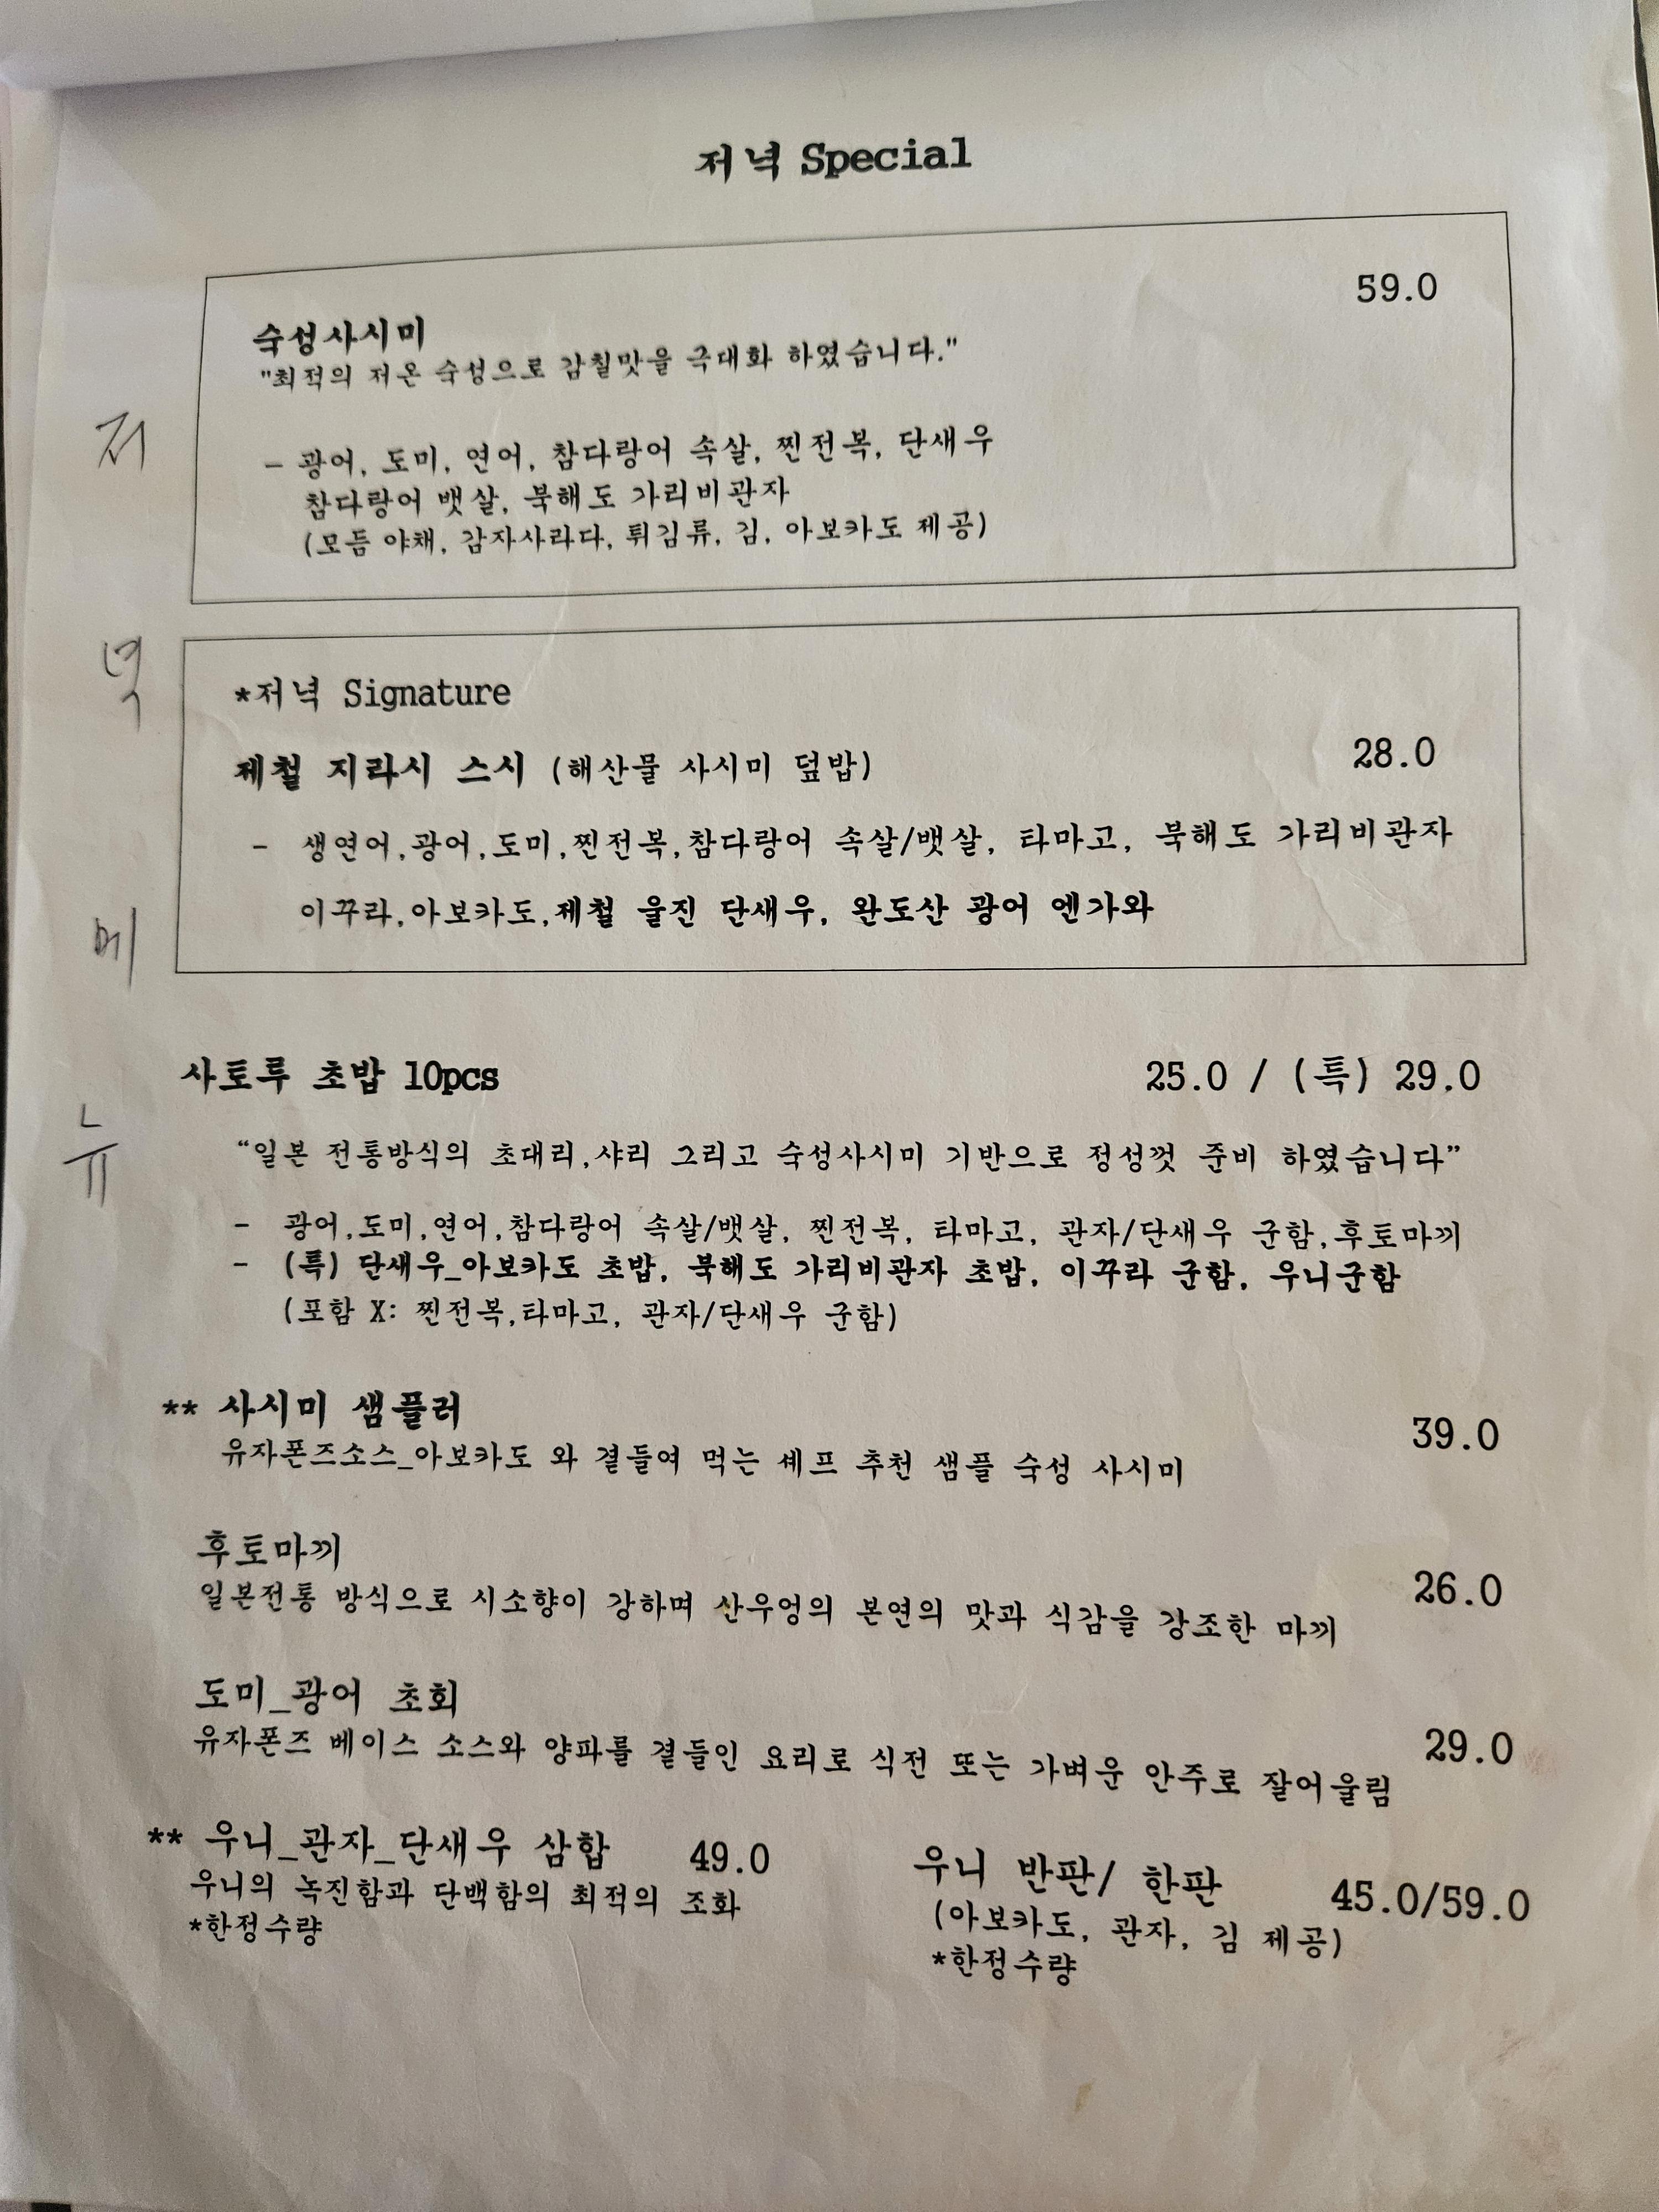 저녁 Special
59.0
숙성사시미
"최적의 저온 숙성으로 감칠맛을 극대화 하였습니다."
- 광어, 도미, 연어, 참다랑어 속살, 찐전복, 단새우
참다랑어 뱃살, 북해도 가리비관자
(모듬 야채, 감자사라다, 튀김류, 김, 아보카도 제공)
저
녁
메
뉴
*저녁 Signature
제철 지라시 스시 (해산물 사시미 덮밥) 28.0
- 생연어,광어,도미,찐전복,참다랑어 속살/뱃살, 타마고, 북해도 가리비관자
이꾸라,아보카도,제철 울진 단새우, 완도산 광어 엔가와
사토루 초밥 10pcs 25.0 / (특) 29.0
“일본 전통방식의 초대리,샤리 그리고 숙성사시미 기반으로 정성껏 준비 하였습니다”
- 광어,도미,연어,참다랑어 속살/뱃살, 찐전복, 타마고, 관자/단새우 군함,후토마끼
- (특) 단새우_아보카도 초밥, 북해도 가리비관자 초밥, 이꾸라 군함, 우니군함
(포함 X: 찐전복,타마고, 관자/단새우 군함)
** 사시미 샘플러 39.0
유자폰즈소스_아보카도 와 곁들여 먹는 셰프 추천 샘플 숙성 사시미
후토마끼 26.0
일본전통 방식으로 시소향이 강하며 산우엉의 본연의 맛과 식감을 강조한 마끼
도미_광어 초회 29.0
유자폰즈 베이스 소스와 양파를 곁들인 요리로 식전 또는 가벼운 안주로 잘어울림
** 우니_관자_단새우 삼합 49.0
우니의 녹진함과 단백함의 최적의 조화
*한정수량
우니 반판/ 한판 45.0/59.0
(아보카도, 관자, 김 제공)
*한정수량